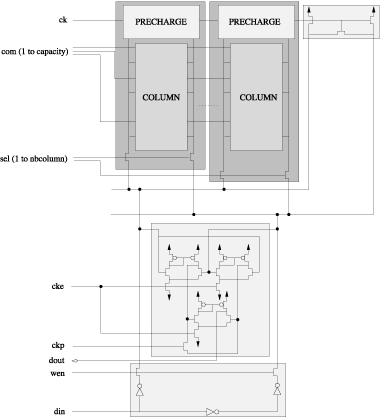 ck
PRECHARGE PRECHARGE
com (1 to capacity)
COLUMN COLUMN
sel (1 to nbcolumn)
cke
ckp
dout
wen
din